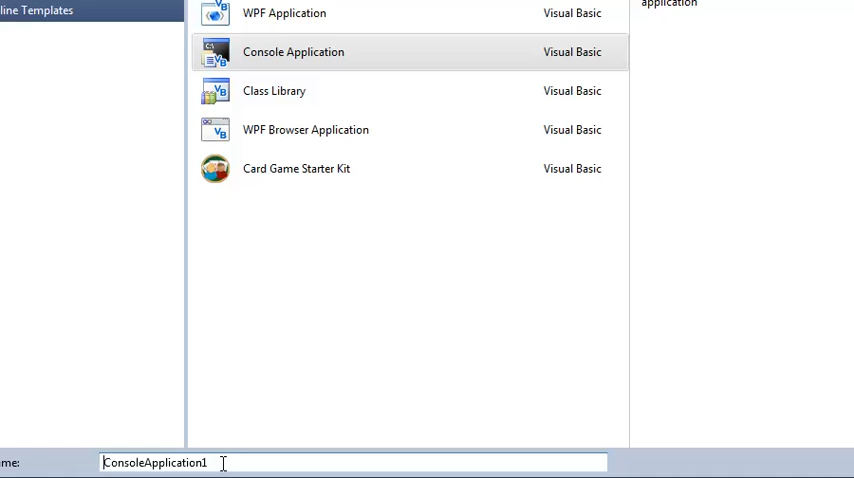 line Templates
WPF Application Visual Basic
application
Console Application Visual Basic
Class Library Visual Basic
WPF Browser Application Visual Basic
Card Game Starter Kit Visual Basic
me: ConsoleApplication1